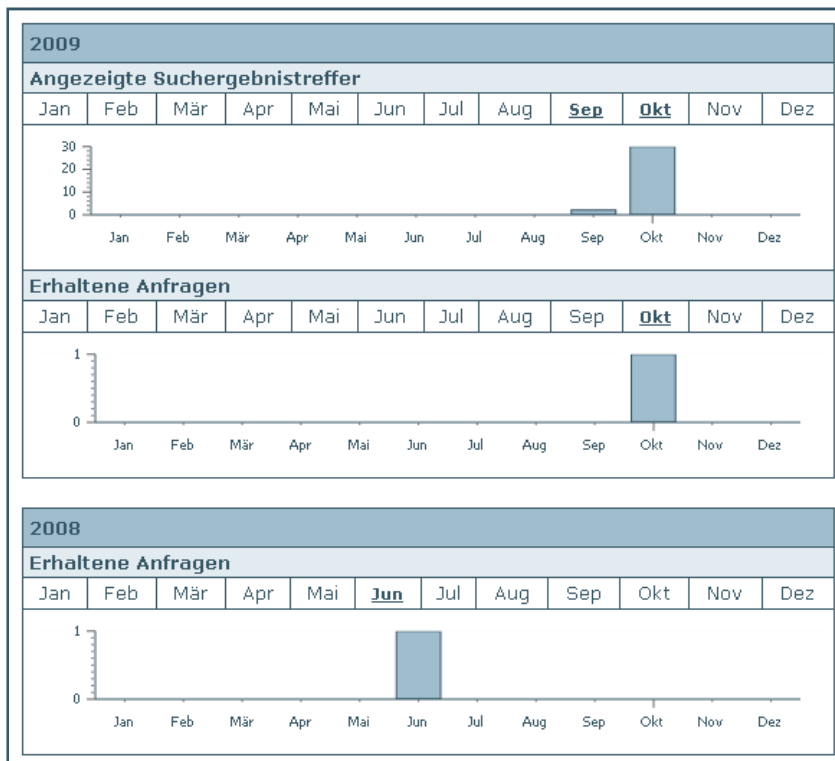 2009
Angezeigte Suchergebnistreffer
Jan Feb Mär Apr Mai Jun Jul Aug Sep Okt Nov Dez
30
20
10
0
Jan Feb Mär Apr Mai Jun Jul Aug Sep Okt Nov Dez
Erhaltene Anfragen
Jan Feb Mär Apr Mai Jun Jul Aug Sep Okt Nov Dez
1
0
Jan Feb Mär Apr Mai Jun Jul Aug Sep Okt Nov Dez
2008
Erhaltene Anfragen
Jan Feb Mär Apr Mai Jun Jul Aug Sep Okt Nov Dez
1
0
Jan Feb Mär Apr Mai Jun Jul Aug Sep Okt Nov Dez